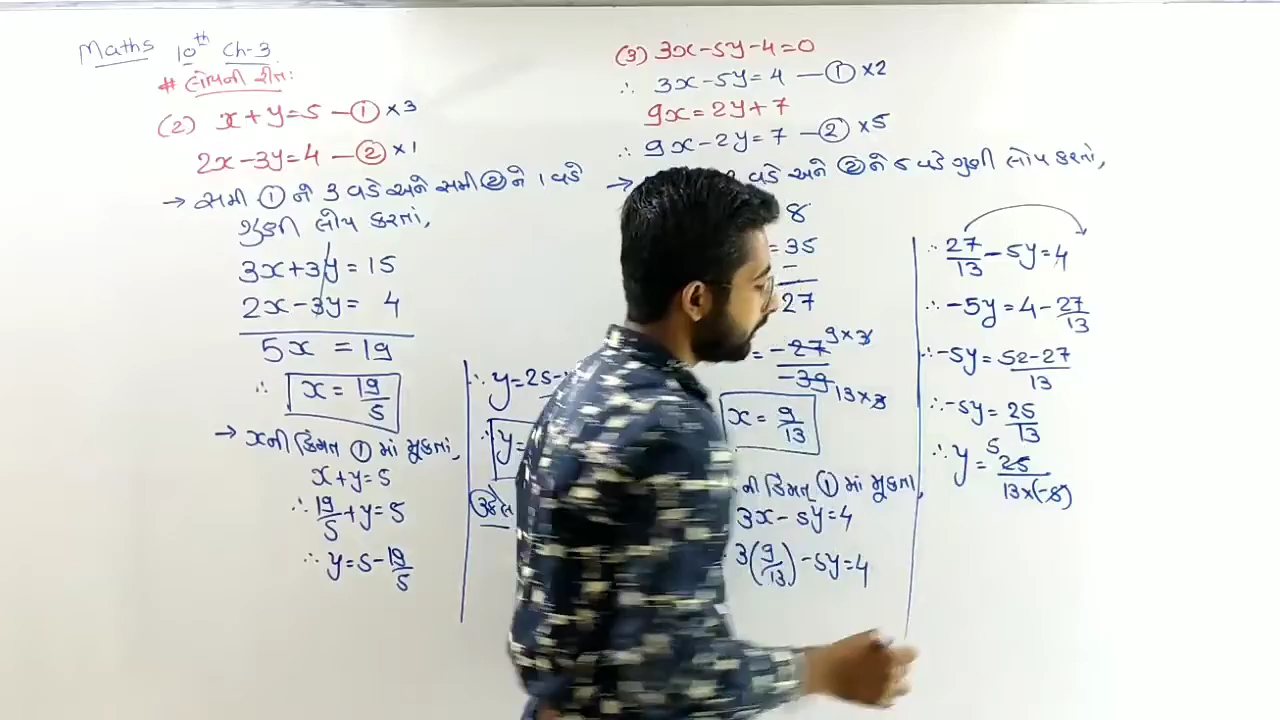 Maths 10th Ch-3
# લોપની રીત:
(2) x+y=5 —① ×3
2x-3y=4 —② ×1
→ સમી ① ને 3 વડે અને સમી ② ને 1 વડે
ગુણી લોપ કરતાં,
3x+3y = 15
2x-3y = 4
5x = 19
∴ x = 19/5
→ xની કિંમત ① માં મૂકતાં,
x+y=5
∴ 19/5+y=5
∴ y=5-19/5
∴ y=25-
∴ y=
ઉકેલ
(3) 3x-5y-4=0
∴ 3x-5y=4 —① ×2
9x=2y+7
∴ 9x-2y=7 —② ×5
→ વડે અને ② ને 5 વડે ગુણી લોપ કરતાં,
8
=35
-
27
= -27 9×3
-39 13×3
x = 9/13
ની કિંમત ① માં મૂકતાં,
3x-5y=4
3(9/13)-5y=4
∴ 27/13-5y=4
∴ -5y=4-27/13
∴ -5y=52-27/13
∴ -5y=25/13
∴ y= 5 25/13×(-5)